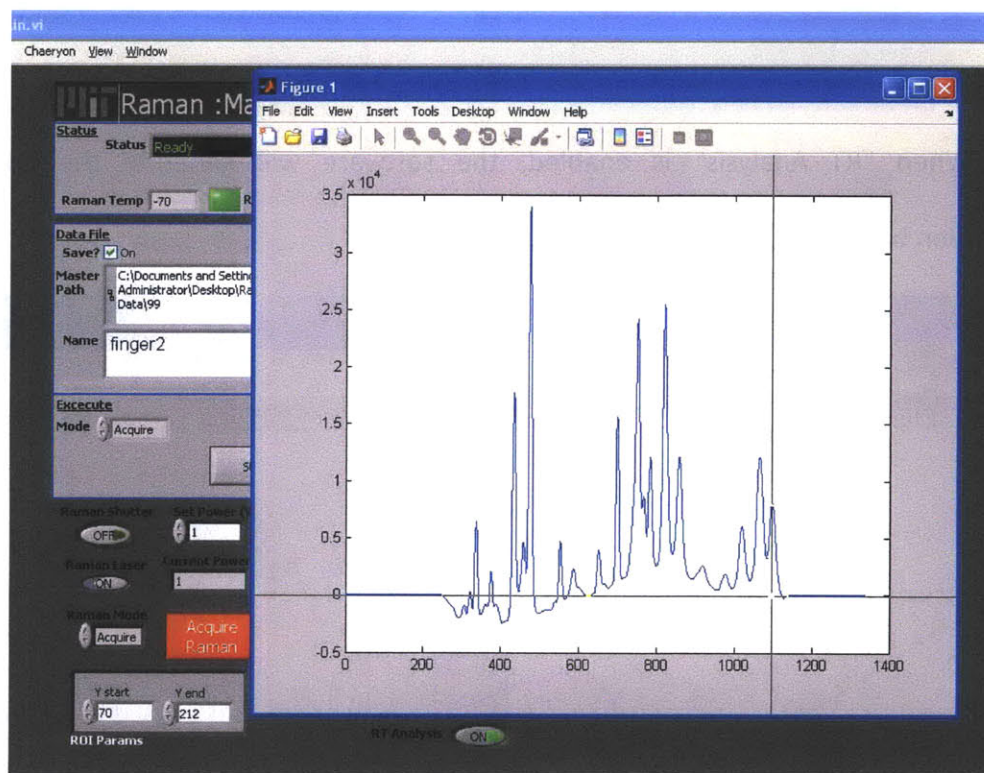 in.vi
Chaeryon View Window
MIT Raman :Ma
Status
Status Ready
Raman Temp -70 R
Data File
Save? On
Master Path C:\Documents and Setting
Administrator\Desktop\Ra
Data\99
Name finger2
Excecute
Mode Acquire
S
Raman Shutter Set Power (
OFF 1
Raman Laser Current Power
ON 1
Raman Mode
Acquire
Acquire
Raman
Y start Y end
70 212
ROI Params
RT Analysis ON
Figure 1
File Edit View Insert Tools Desktop Window Help
x 10^4
3.5
3
2.5
2
1.5
1
0.5
0
-0.5
0 200 400 600 800 1000 1200 1400